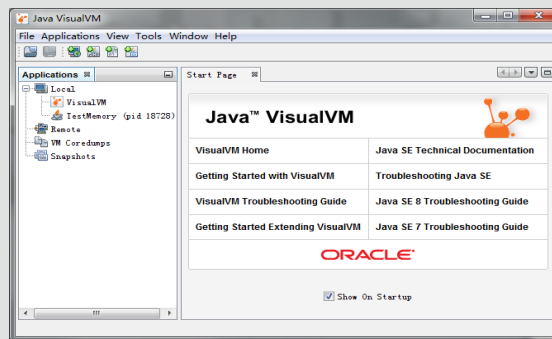 Java VisualVM
File Applications View Tools Window Help
Applications
Start Page
Local
VisualVM
TestMemory (pid 18728)
Remote
VM Coredumps
Snapshots
Java™ VisualVM
VisualVM Home
Java SE Technical Documentation
Getting Started with VisualVM
Troubleshooting Java SE
VisualVM Troubleshooting Guide
Java SE 8 Troubleshooting Guide
Getting Started Extending VisualVM
Java SE 7 Troubleshooting Guide
ORACLE
Show On Startup